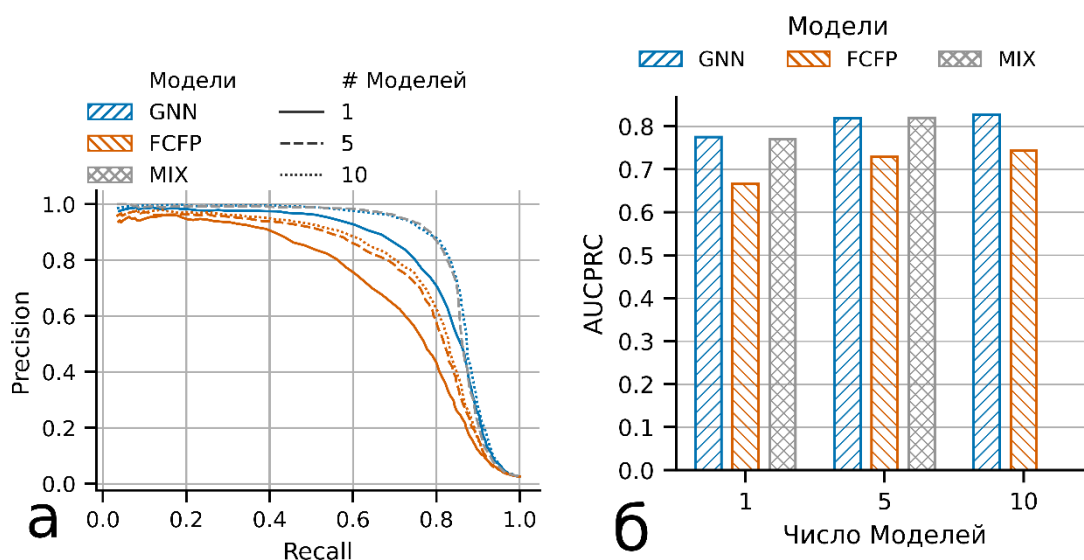 Модели # Моделей
GNN 1
FCFP 5
MIX 10
1.0
0.8
0.6
0.4
0.2
0.0
Precision
0.0 0.2 0.4 0.6 0.8 1.0
Recall
а
Модели
GNN FCFP MIX
0.8
0.7
0.6
0.5
0.4
0.3
0.2
0.1
0.0
AUCPRC
1 5 10
Число Моделей
б